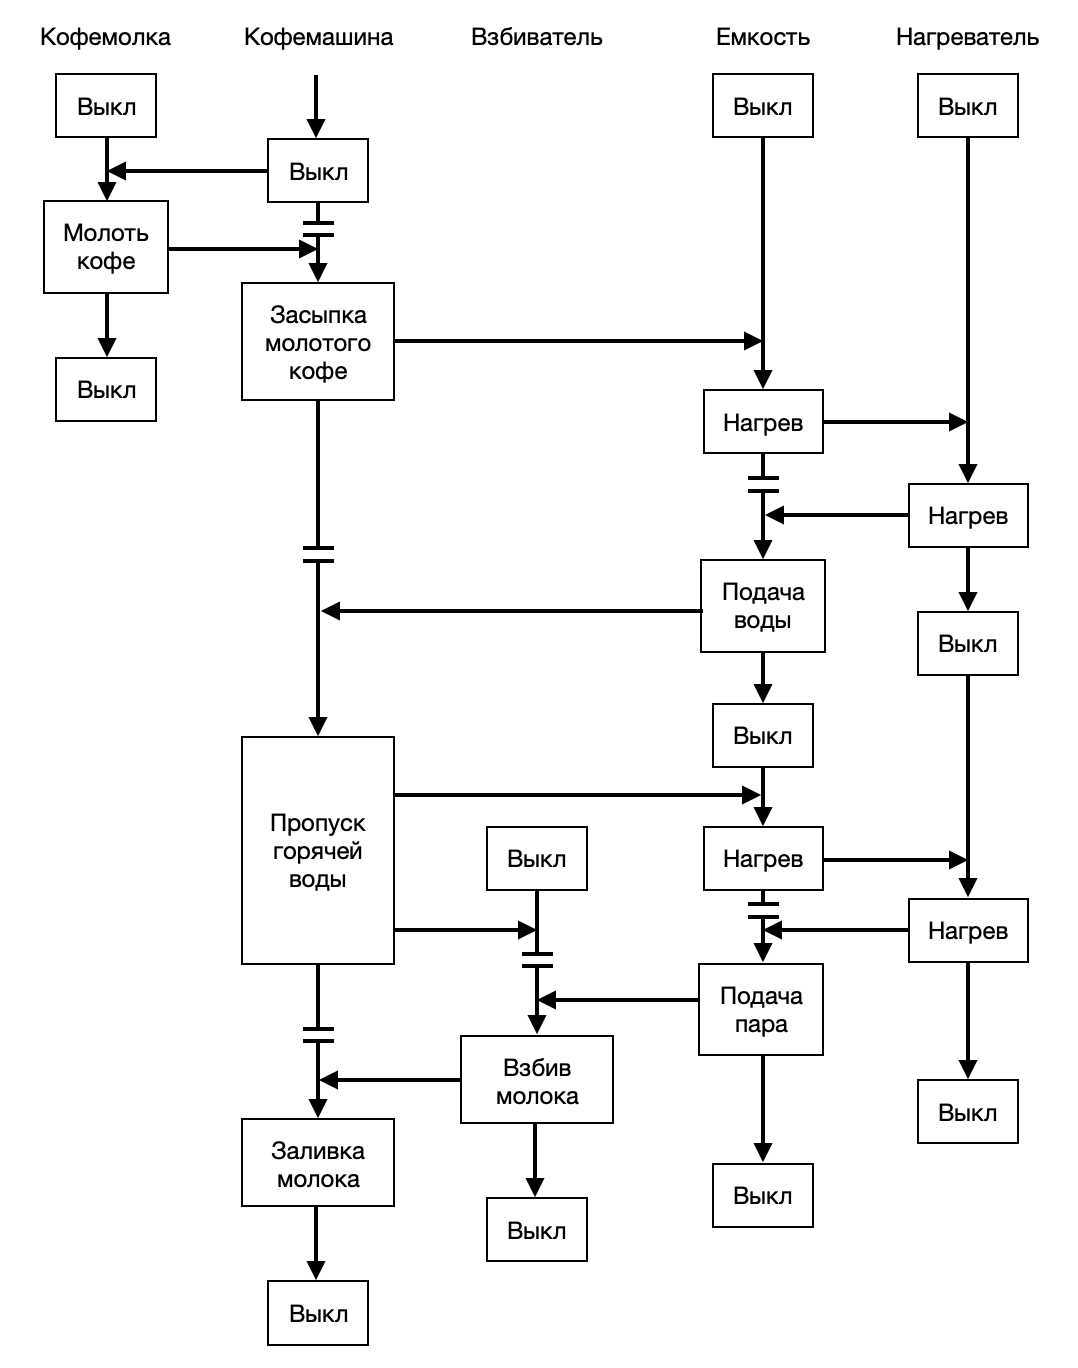 Кофемолка Кофемашина Взбиватель Емкость Нагреватель
Выкл Выкл Выкл
Выкл
Молоть
кофе
Засыпка
молотого
кофе
Выкл
Нагрев
Нагрев
Подача
воды
Выкл
Выкл
Пропуск
горячей
воды
Выкл
Нагрев
Нагрев
Подача
пара
Взбив
молока
Выкл
Заливка
молока
Выкл
Выкл
Выкл